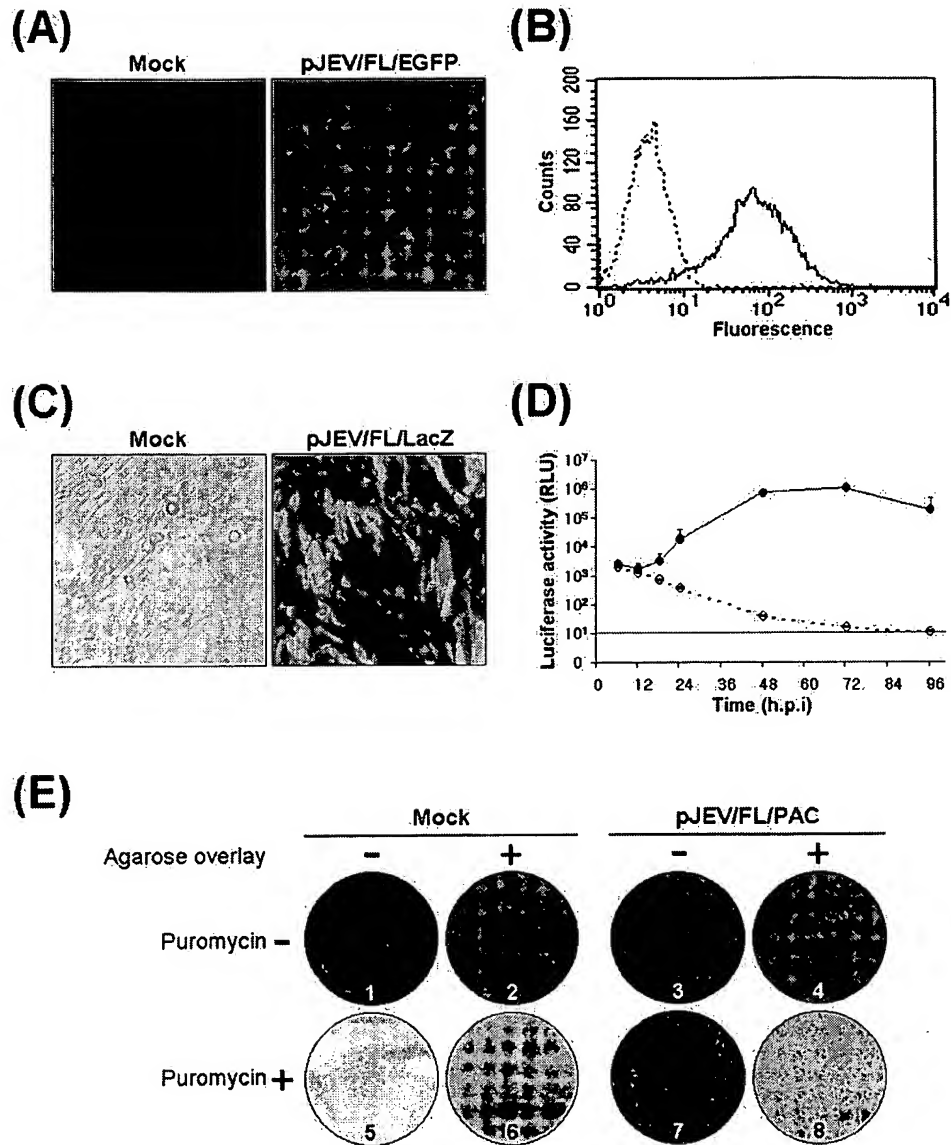 (A)
Mock pJEV/FL/EGFP
(B)
200
160
120
80
40
0
Counts
10^0 10^1 10^2 10^3 10^4
Fluorescence
(C)
Mock pJEV/FL/LacZ
(D)
10^7
10^6
10^5
10^4
10^3
10^2
10^1
0
Luciferase activity (RLU)
0 12 24 36 48 60 72 84 96
Time (h.p.i)
(E)
Mock pJEV/FL/PAC
Agarose overlay - + - +
Puromycin -
1 2 3 4
Puromycin +
5 6 7 8